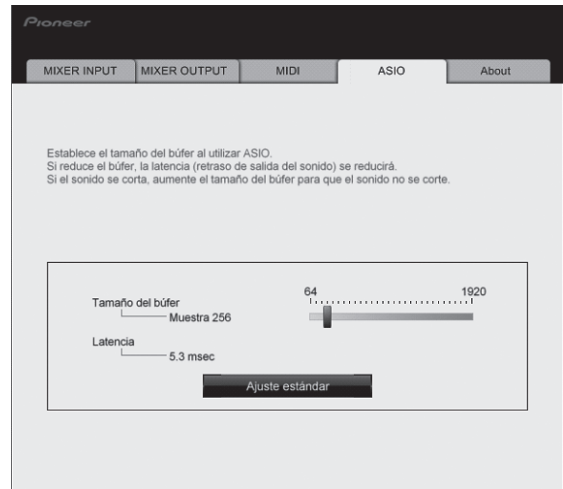 Pioneer
MIXER INPUT MIXER OUTPUT MIDI ASIO About
Establece el tamaño del búfer al utilizar ASIO.
Si reduce el búfer, la latencia (retraso de salida del sonido) se reducirá.
Si el sonido se corta, aumente el tamaño del búfer para que el sonido no se corte.
64 1920
Tamaño del búfer
Muestra 256
Latencia
5.3 msec
Ajuste estándar